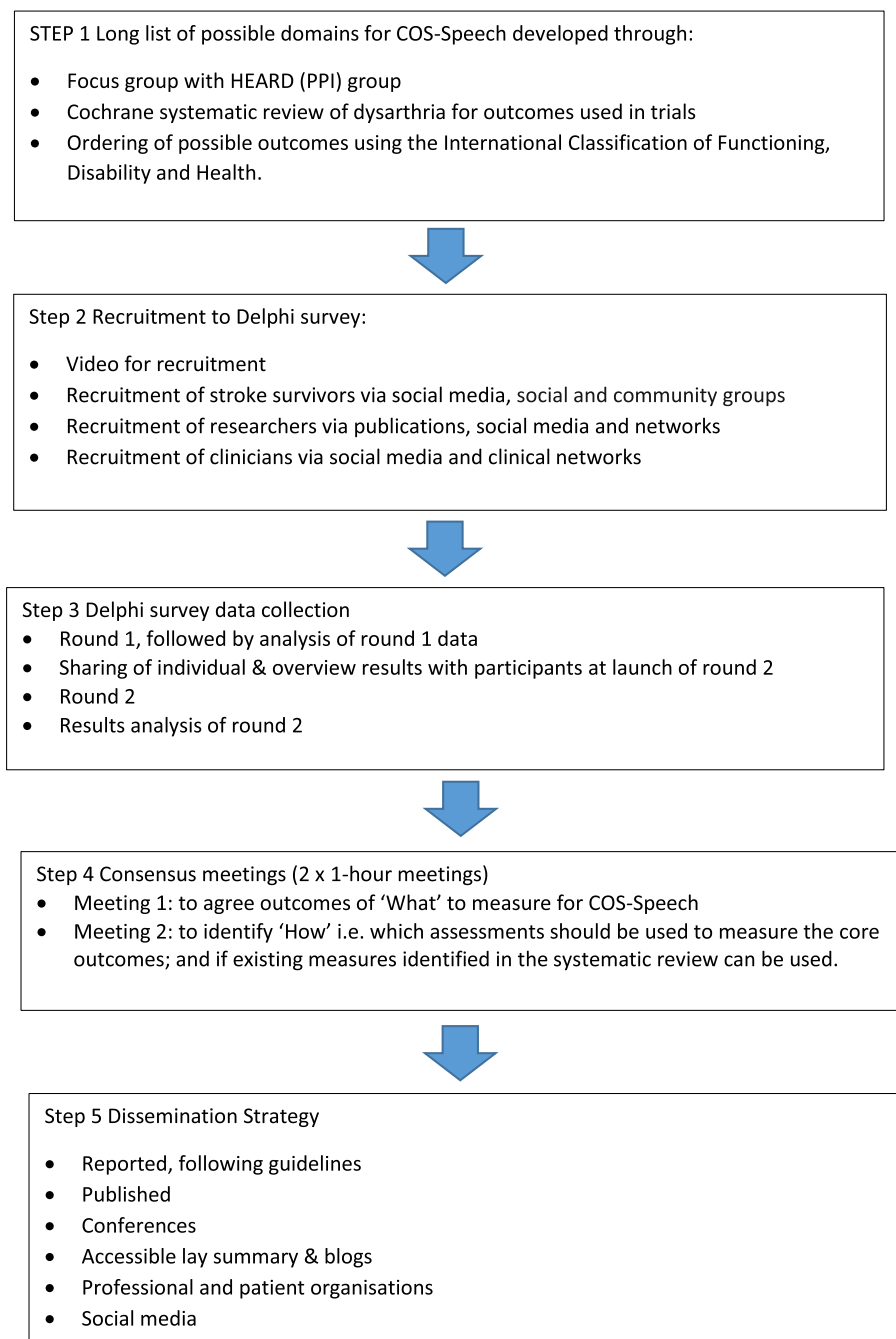 STEP 1 Long list of possible domains for COS-Speech developed through:
• Focus group with HEARD (PPI) group
• Cochrane systematic review of dysarthria for outcomes used in trials
• Ordering of possible outcomes using the International Classification of Functioning,
Disability and Health.
Step 2 Recruitment to Delphi survey:
• Video for recruitment
• Recruitment of stroke survivors via social media, social and community groups
• Recruitment of researchers via publications, social media and networks
• Recruitment of clinicians via social media and clinical networks
Step 3 Delphi survey data collection
• Round 1, followed by analysis of round 1 data
• Sharing of individual & overview results with participants at launch of round 2
• Round 2
• Results analysis of round 2
Step 4 Consensus meetings (2 x 1-hour meetings)
• Meeting 1: to agree outcomes of ‘What’ to measure for COS-Speech
• Meeting 2: to identify ‘How’ i.e. which assessments should be used to measure the core
outcomes; and if existing measures identified in the systematic review can be used.
Step 5 Dissemination Strategy
• Reported, following guidelines
• Published
• Conferences
• Accessible lay summary & blogs
• Professional and patient organisations
• Social media